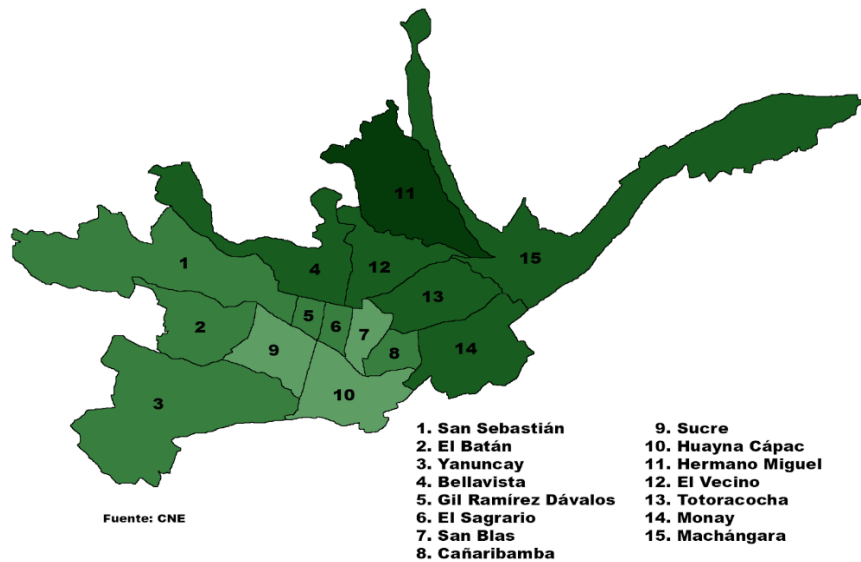 11
15
1
4
12
13
5
6
7
2
9
8
14
10
3
1. San Sebastián
2. El Batán
3. Yanuncay
4. Bellavista
5. Gil Ramírez Dávalos
6. El Sagrario
7. San Blas
8. Cañaribamba
9. Sucre
10. Huayna Cápac
11. Hermano Miguel
12. El Vecino
13. Totoracocha
14. Monay
15. Machángara
Fuente: CNE